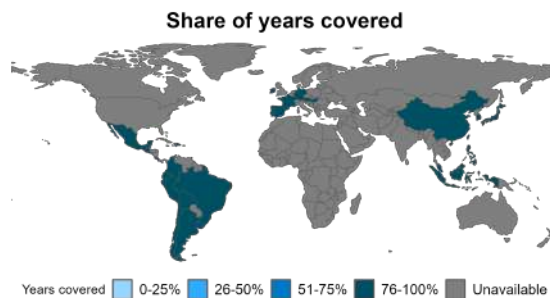 Share of years covered
Years covered 0-25% 26-50% 51-75% 76-100% Unavailable